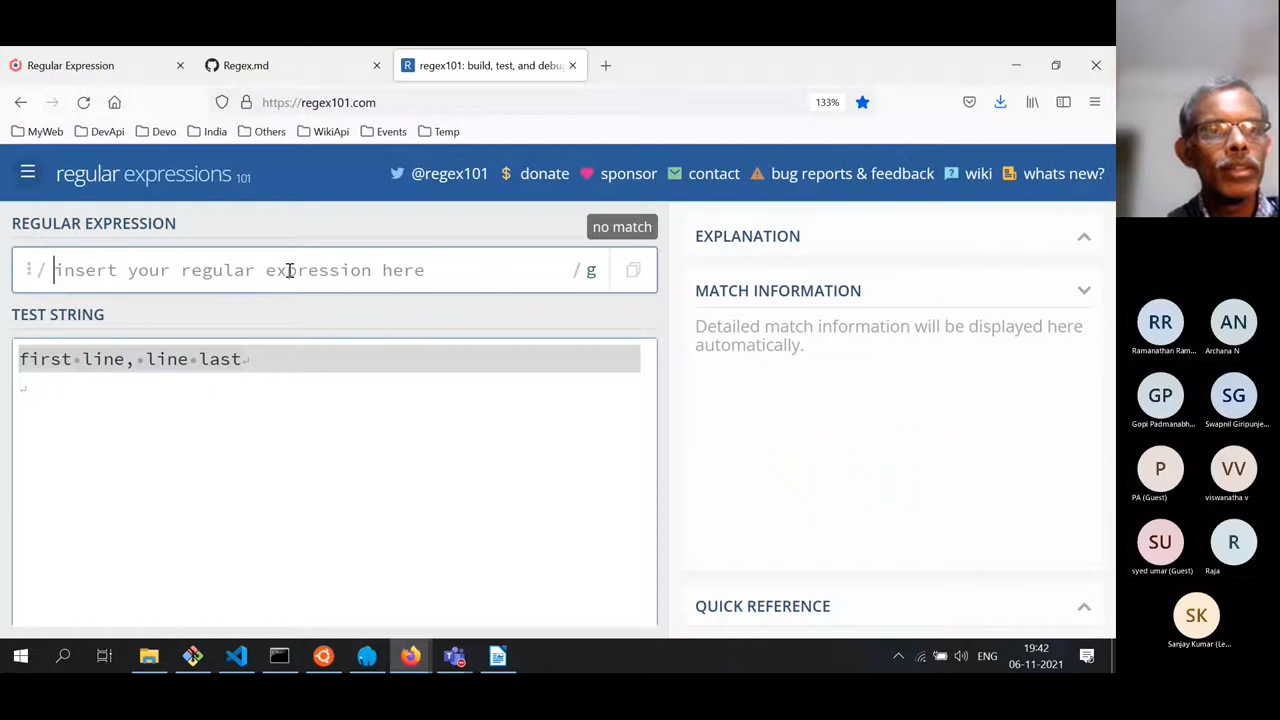 Regular Expression
Regex.md
regex101: build, test, and debu
https://regex101.com
133%
MyWeb DevApi Devo India Others WikiApi Events Temp
regular expressions 101
@regex101 $ donate sponsor contact bug reports & feedback wiki whats new?
REGULAR EXPRESSION
no match
/ insert your regular expression here / g
TEST STRING
first line, line last
EXPLANATION
MATCH INFORMATION
Detailed match information will be displayed here
automatically.
QUICK REFERENCE
RR AN
Ramanathan Ram... Archana N
GP SG
Gopi Padmanabh... Swapnil Giripunje...
P VV
PA (Guest) viswanatha v
SU R
syed umar (Guest) Raja
SK
Sanjay Kumar (Le...
ENG
19:42
06-11-2021